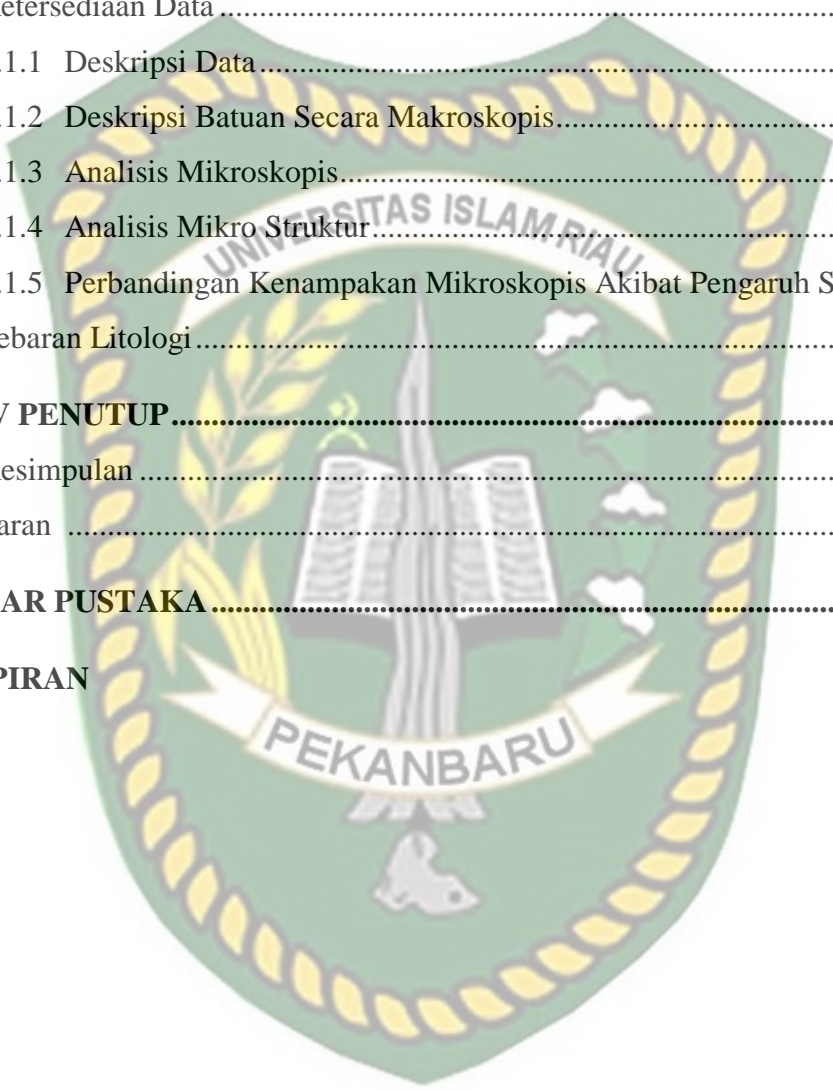 etersediaan Data ....................................................................................
.1.1 Deskripsi Data ....................................................................................
.1.2 Deskripsi Batuan Secara Makroskopis........................................
.1.3 Analisis Mikroskopis........................................................................
.1.4 Analisis Mikro Struktur....................................................................
.1.5 Perbandingan Kenampakan Mikroskopis Akibat Pengaruh S
ebaran Litologi ....................................................................................
V PENUTUP....................................................................................
esimpulan ....................................................................................
aran ....................................................................................
AR PUSTAKA ....................................................................................
PIRAN
UNIVERSITAS ISLAM RIAU
PEKANBARU